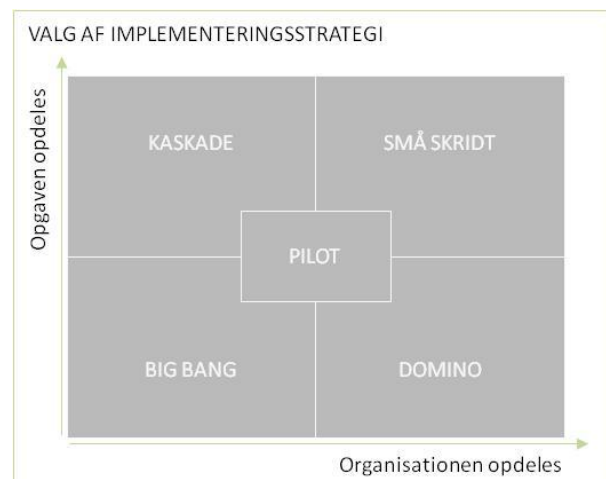 VALG AF IMPLEMENTERINGSSTRATEGI
Opgaven opdeles
KASKADE
SMÅ SKRIDT
PILOT
BIG BANG
DOMINO
Organisationen opdeles